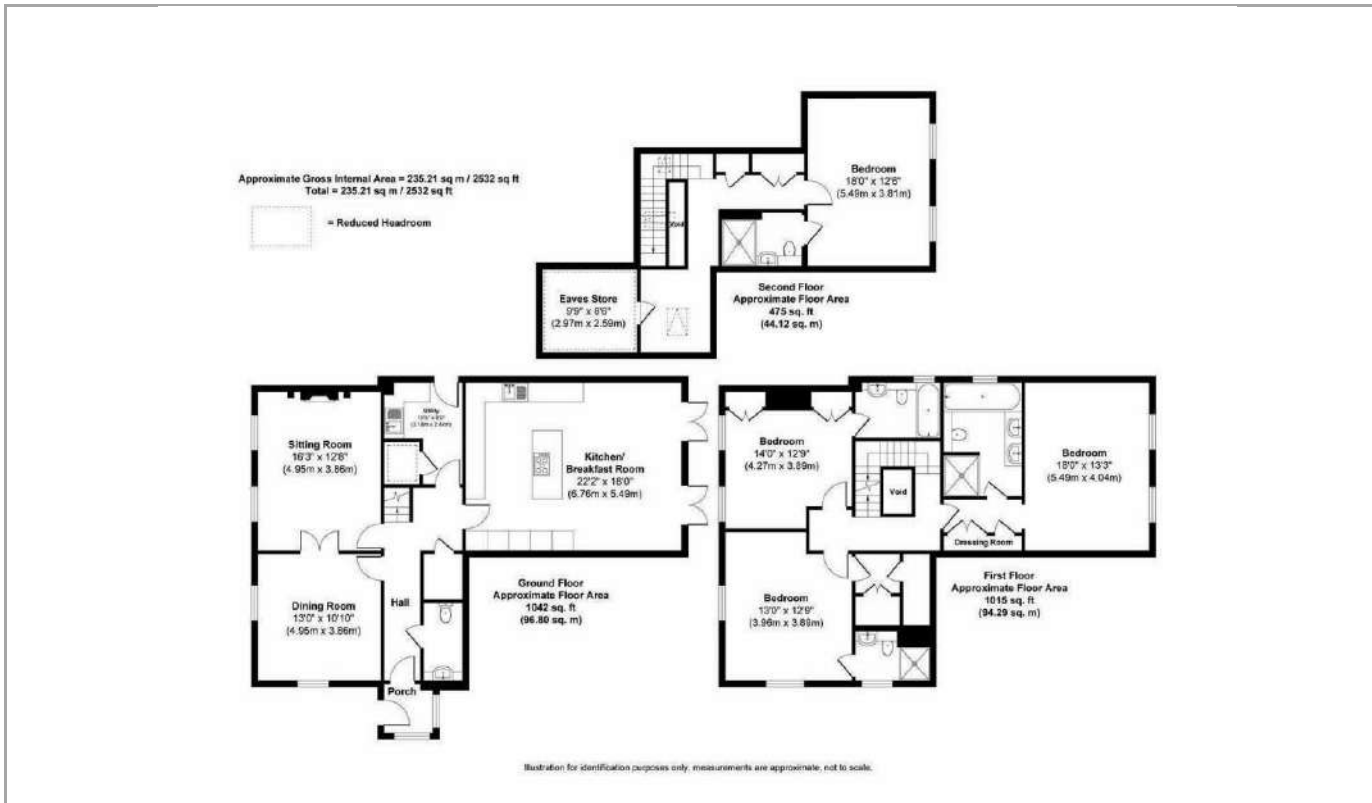 Approximate Gross Internal Area = 235.21 sq m / 2532 sq ft
Total = 235.21 sq m / 2532 sq ft
= Reduced Headroom
Bedroom
18'0" x 12'6"
(5.49m x 3.81m)
Second Floor
Approximate Floor Area
475 sq. ft
(44.12 sq. m)
Eaves Store
9'9" x 8'6"
(2.97m x 2.59m)
Sitting Room
16'3" x 12'8"
(4.95m x 3.86m)
Utility
Kitchen/
Breakfast Room
22'2" x 18'0"
(6.76m x 5.49m)
Dining Room
13'0" x 10'10"
(4.95m x 3.86m)
Hall
Porch
Ground Floor
Approximate Floor Area
1042 sq. ft
(96.80 sq. m)
Bedroom
14'0" x 12'9"
(4.27m x 3.89m)
Void
Bedroom
18'0" x 13'3"
(5.49m x 4.04m)
Dressing Room
Bedroom
13'0" x 12'9"
(3.96m x 3.89m)
First Floor
Approximate Floor Area
1015 sq. ft
(94.29 sq. m)
Illustration for identification purposes only, measurements are approximate, not to scale.